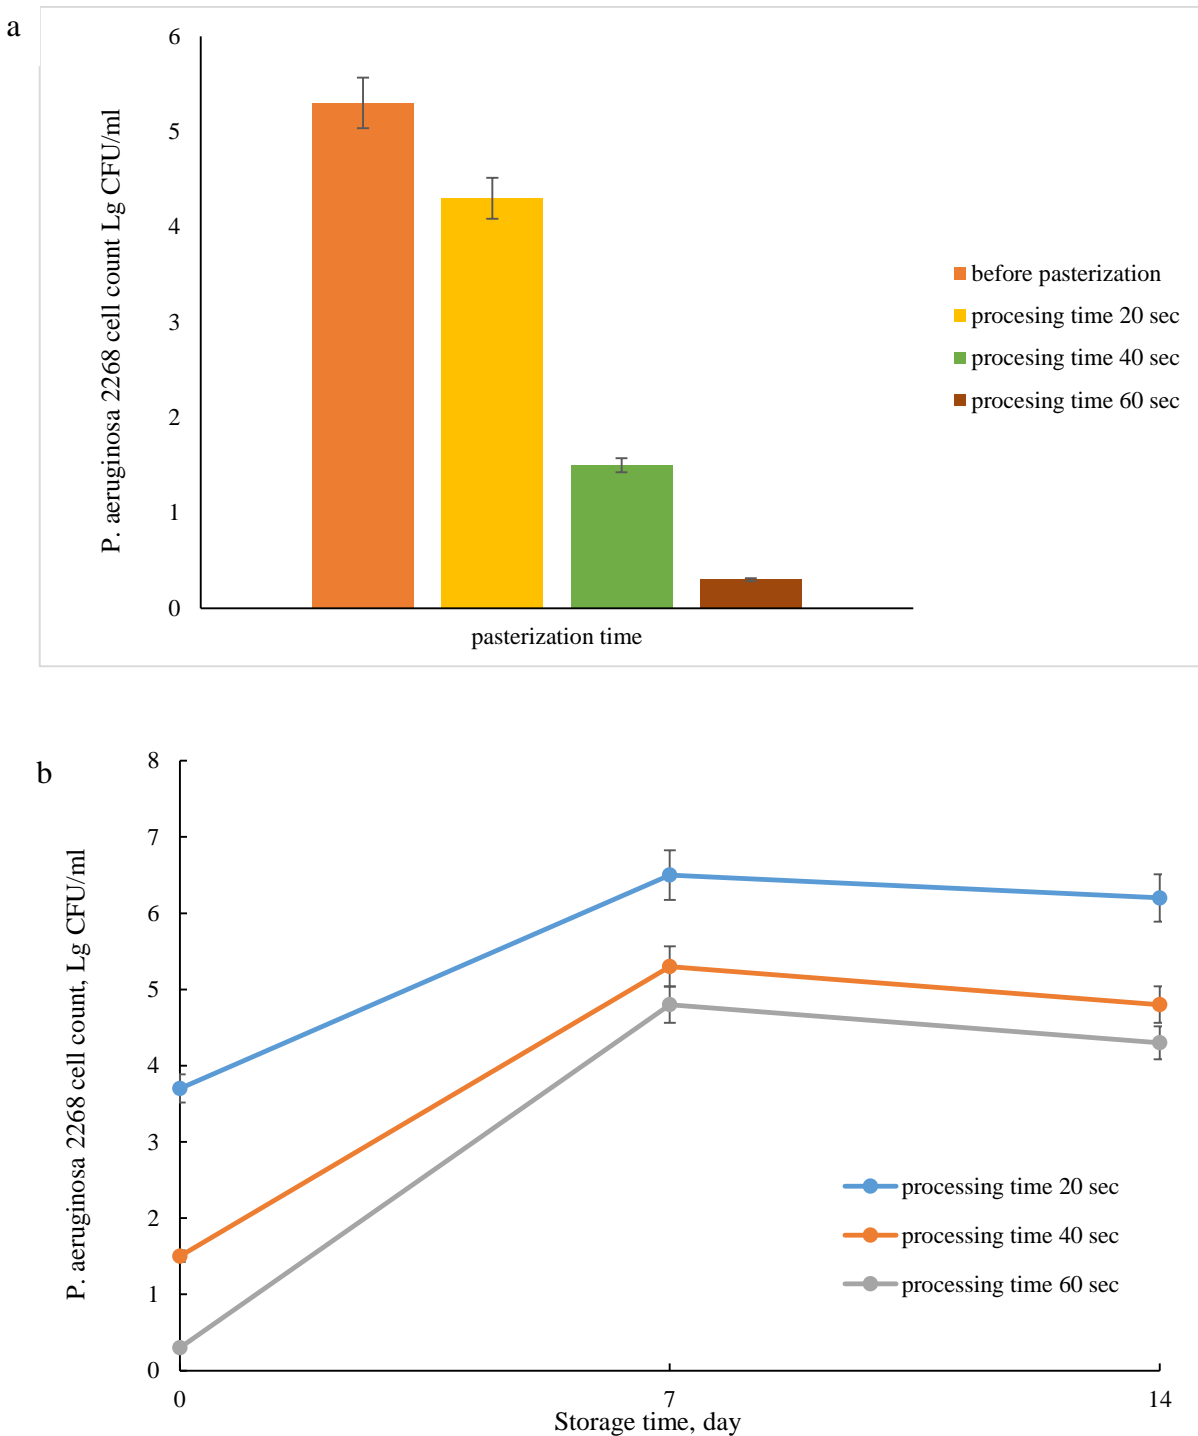 a
P. aeruginosa 2268 cell count Lg CFU/ml
6
5
4
3
2
1
0
pasterization time
before pasterization
procesing time 20 sec
procesing time 40 sec
procesing time 60 sec
b
P. aeruginosa 2268 cell count, Lg CFU/ml
8
7
6
5
4
3
2
1
0
0 7 14
Storage time, day
processing time 20 sec
processing time 40 sec
processing time 60 sec